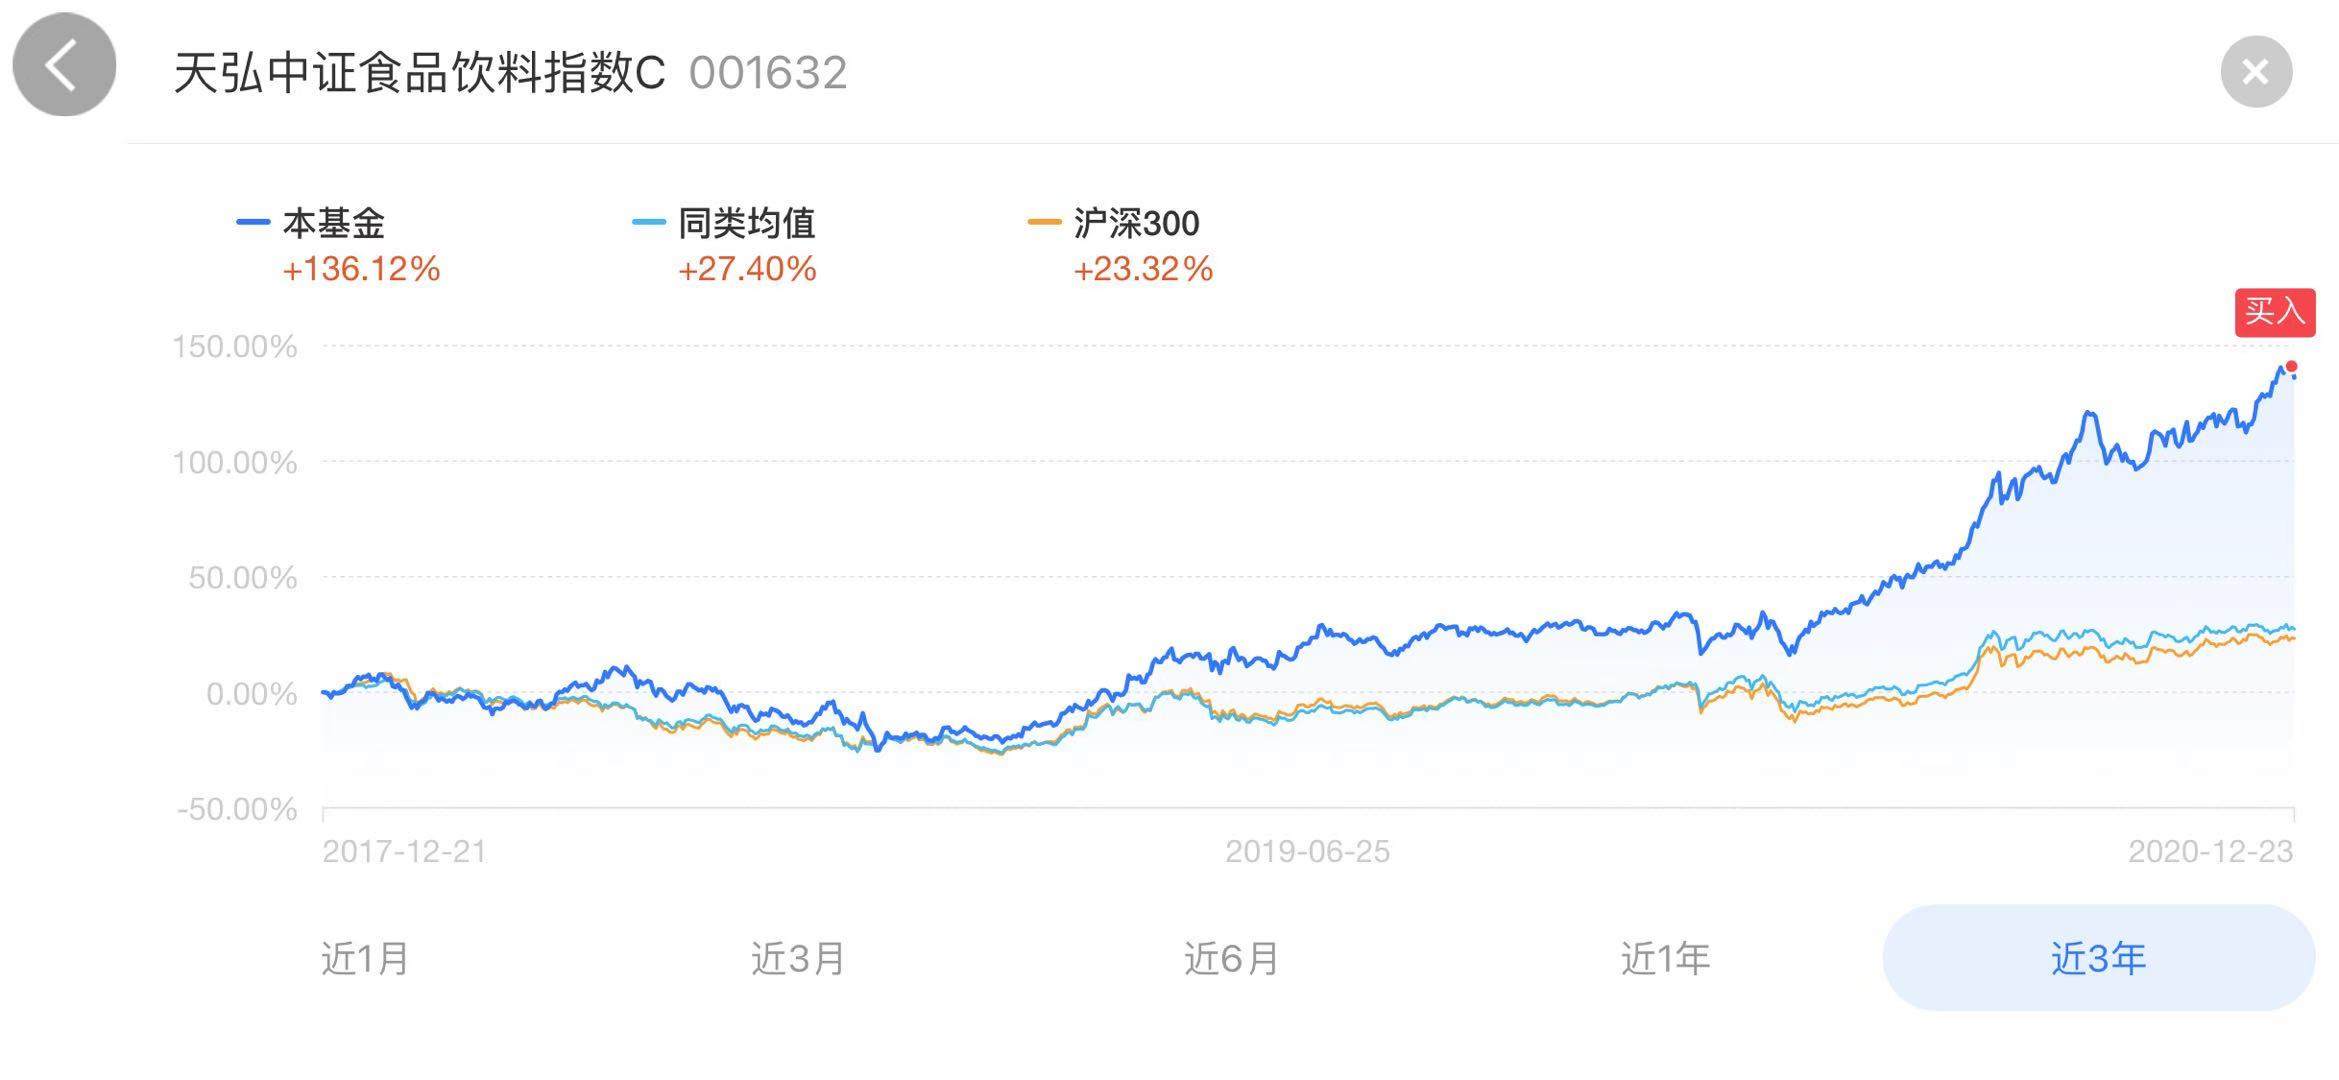 天弘中证食品饮料指数C 001632
本基金 同类均值 沪深300
+136.12% +27.40% +23.32%
买入
150.00%
100.00%
50.00%
0.00%
-50.00%
2017-12-21 2019-06-25 2020-12-23
近1月 近3月 近6月 近1年 近3年